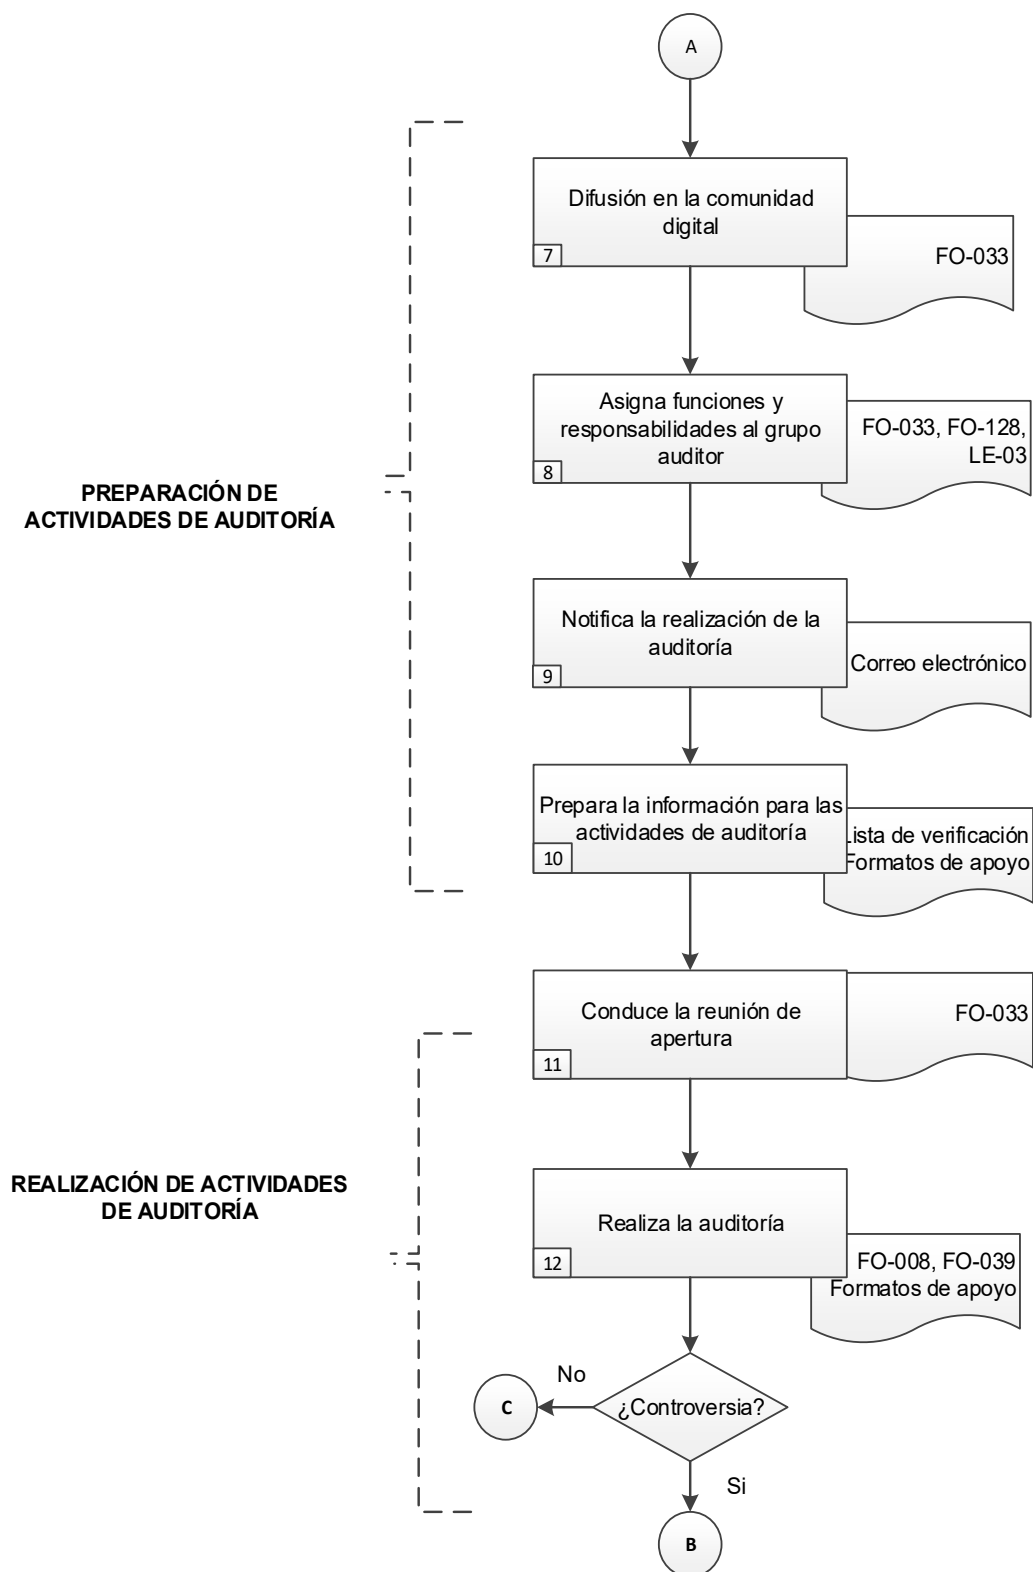 A
Difusión en la comunidad
digital
7
FO-033
Asigna funciones y
responsabilidades al grupo
auditor
8
FO-033, FO-128,
LE-03
PREPARACIÓN DE
ACTIVIDADES DE AUDITORÍA
Notifica la realización de la
auditoría
9
Correo electrónico
Prepara la información para las
actividades de auditoría
10
Lista de verificación
Formatos de apoyo
Conduce la reunión de
apertura
11
FO-033
REALIZACIÓN DE ACTIVIDADES
DE AUDITORÍA
Realiza la auditoría
12
FO-008, FO-039
Formatos de apoyo
¿Controversia?
No
C
Si
B